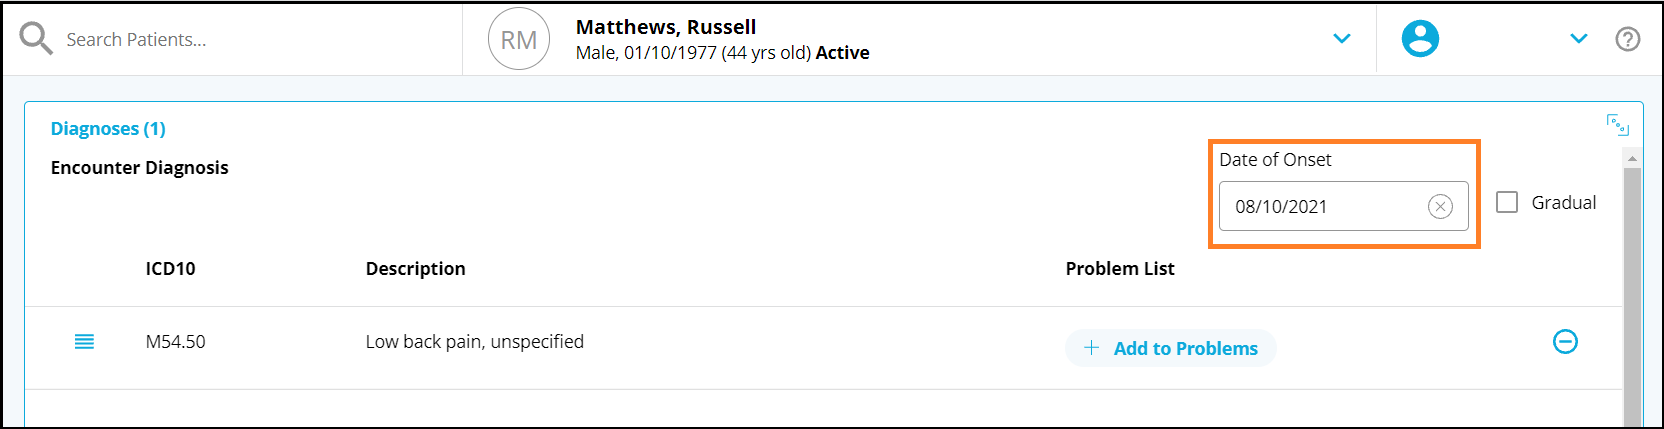 Search Patients...
RM
Matthews, Russell
Male, 01/10/1977 (44 yrs old) Active
Diagnoses (1)
Encounter Diagnosis
Date of Onset
08/10/2021
Gradual
ICD10 Description Problem List
M54.50 Low back pain, unspecified + Add to Problems